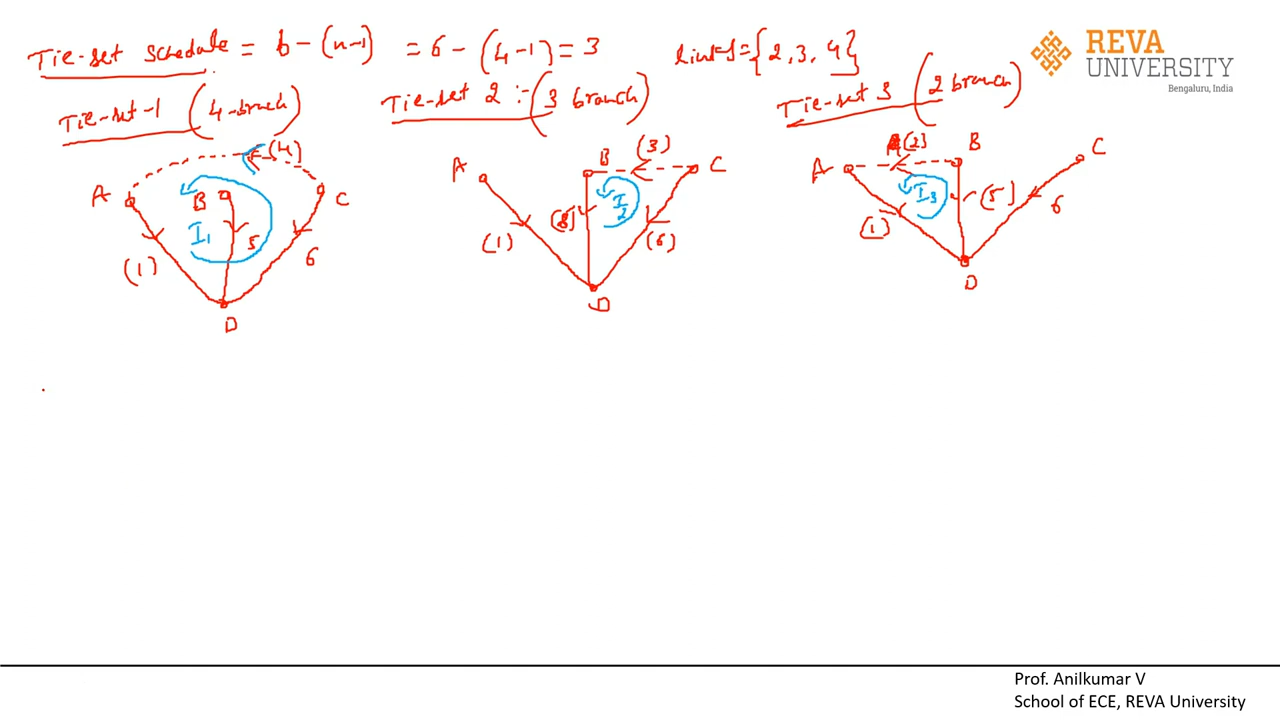 Tie-set schedule = b - (n-1) = 6 - (4-1) = 3 links = {2, 3, 4}
REVA
UNIVERSITY
Bengaluru, India
Tie-set-1 (4-branch) Tie-set 2 :- (3 branch) Tie-set 3 (2 branch)
(4) (3) (2)
A B C A B C A B C
I1 I2 I3
(1) 5 6 (1) (6) (1) (5) 6
D D D
Prof. Anilkumar V
School of ECE, REVA University